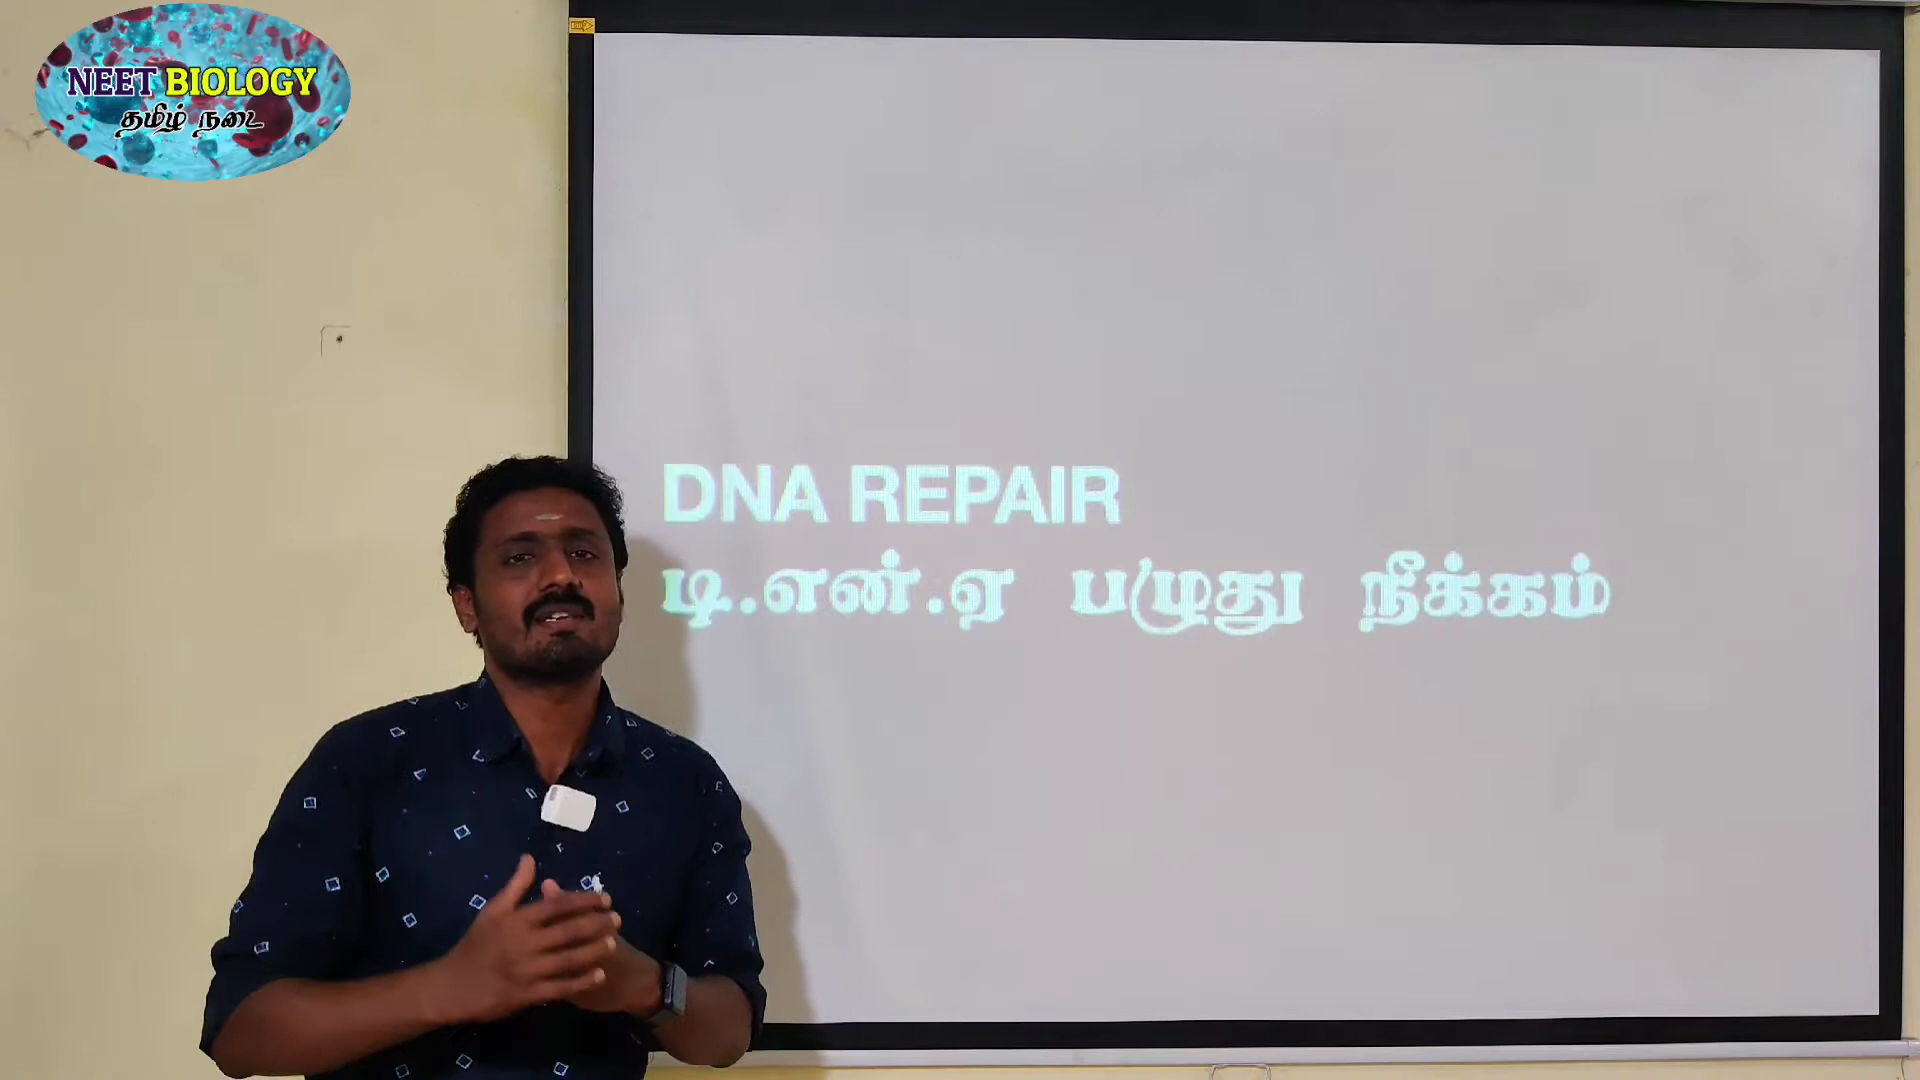 NEET BIOLOGY
தமிழ் நடை
DNA REPAIR
டி.என்.ஏ பழுது நீக்கம்